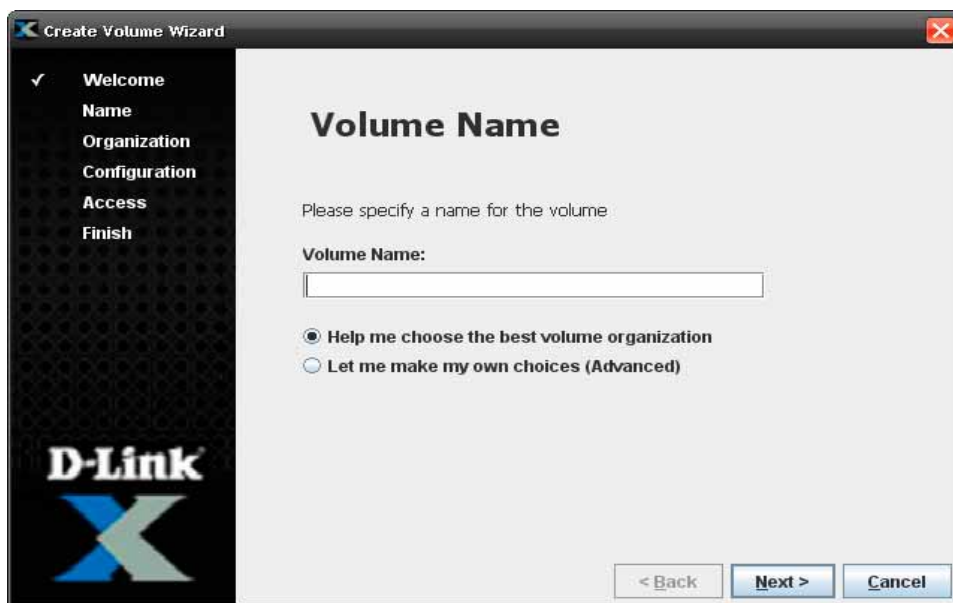 Create Volume Wizard
✓ Welcome
Name
Organization
Configuration
Access
Finish
Volume Name
Please specify a name for the volume
Volume Name:
Help me choose the best volume organization
Let me make my own choices (Advanced)
D-Link
< Back
Next >
Cancel